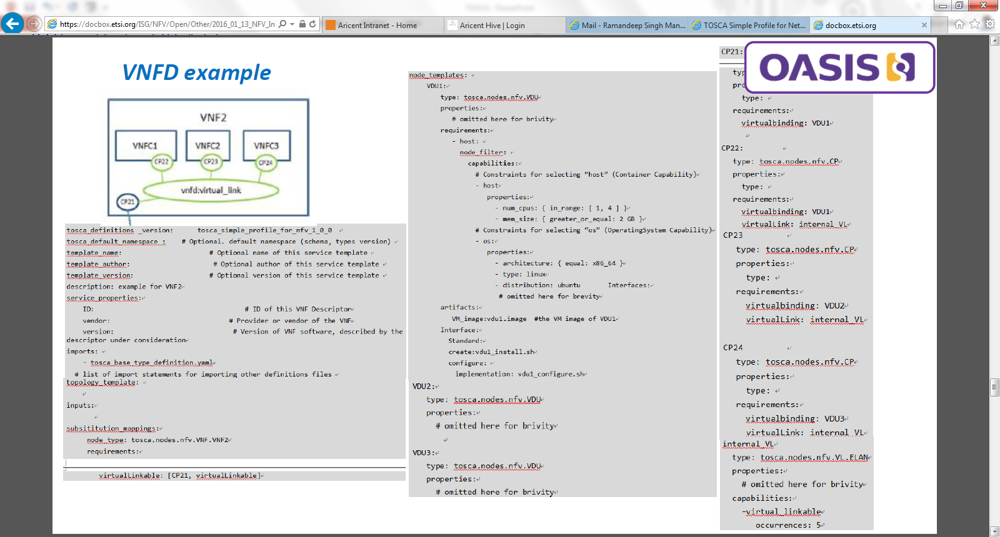 https://docbox.etsi.org/ISG/NFV/Open/Other/2016_01_13_NFV_In
Aricent Intranet - Home
Aricent Hive | Login
Mail - Ramandeep Singh Man...
TOSCA Simple Profile for Net...
docbox.etsi.org
VNFD example
OASIS
VNF2
VNFC1
VNFC2
VNFC3
CP22
CP23
CP24
vnfd:virtual_link
CP21
tosca_definitions _version: tosca_simple_profile_for_nfv_1_0_0
tosca_default_namespace : # Optional. default namespace (schema, types version)
template_name: # Optional name of this service template
template_author: # Optional author of this service template
template_version: # Optional version of this service template
description: example for VNF2
service_properties:
ID: # ID of this VNF Descriptor
vendor: # Provider or vendor of the VNF
version: # Version of VNF software, described by the
descriptor under consideration
imports:
- tosca_base_type_definition.yaml
# list of import statements for importing other definitions files
topology_template:
inputs:
subsititution_mappings:
node_type: tosca.nodes.nfv.VNF.VNF2
requirements:
virtualLinkable: [CP21, virtualLinkable]
node_templates:
VDU1:
type: tosca.nodes.nfv.VDU
properties:
# omitted here for brivity
requirements:
- host:
node_filter:
capabilities:
# Constraints for selecting “host” (Container Capability)
- host
properties:
- num_cpus: { in_range: [ 1, 4 ] }
- mem_size: { greater_or_equal: 2 GB }
# Constraints for selecting “os” (OperatingSystem Capability)
- os:
properties:
- architecture: { equal: x86_64 }
- type: linux
- distribution: ubuntu Interfaces:
# omitted here for brevity
artifacts:
VM_image:vdu1.image #the VM image of VDU1
Interface:
Standard:
create:vdu1_install.sh
configure:
implementation: vdu1_configure.sh
VDU2:
type: tosca.nodes.nfv.VDU
properties:
# omitted here for brivity
VDU3:
type: tosca.nodes.nfv.VDU
properties:
# omitted here for brivity
CP21:
typ
pro
type:
requirements:
virtualbinding: VDU1
CP22:
type: tosca.nodes.nfv.CP
properties:
type:
requirements:
virtualbinding: VDU1
virtualLink: internal_VL
CP23
type: tosca.nodes.nfv.CP
properties:
type:
requirements:
virtualbinding: VDU2
virtualLink: internal_VL
CP24
type: tosca.nodes.nfv.CP
properties:
type:
requirements:
virtualbinding: VDU3
virtualLink: internal VL
internal_VL
type: tosca.nodes.nfv.VL.ELAN
properties:
# omitted here for brivity
capabilities:
-virtual_linkable
occurrences: 5